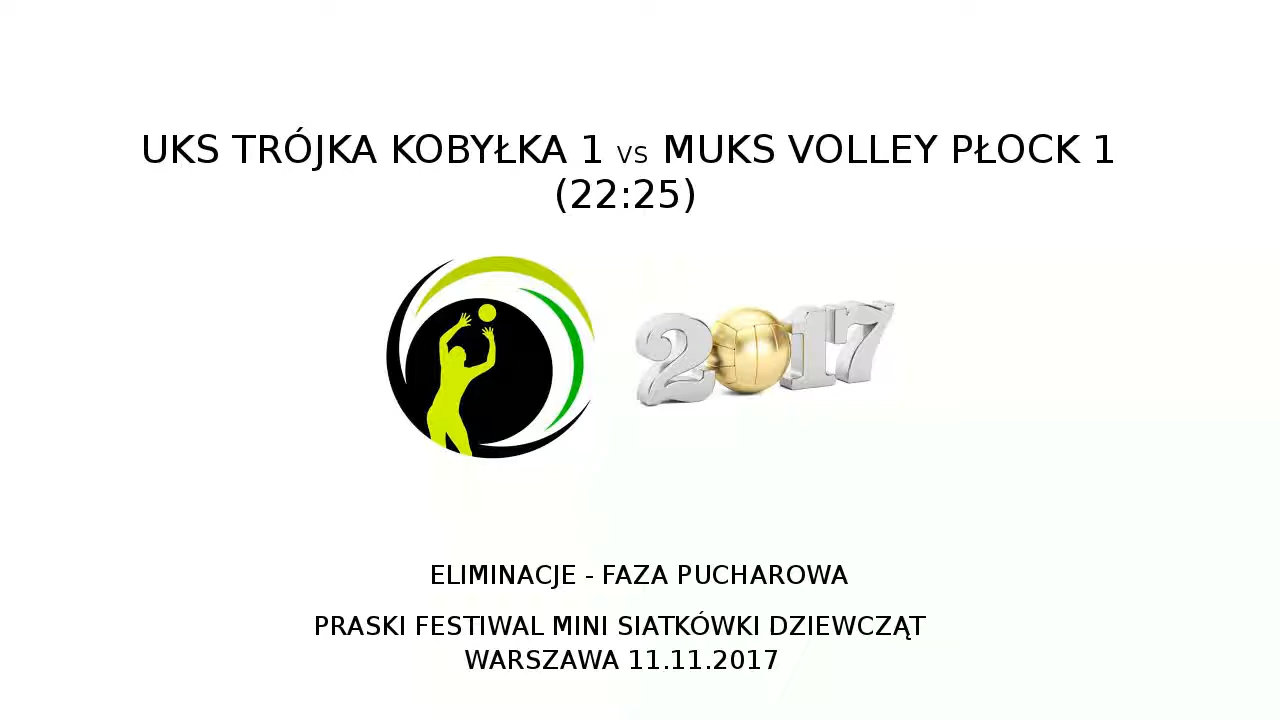 UKS TRÓJKA KOBYŁKA 1 VS MUKS VOLLEY PŁOCK 1
(22:25)
2017
ELIMINACJE - FAZA PUCHAROWA
PRASKI FESTIWAL MINI SIATKÓWKI DZIEWCZĄT
WARSZAWA 11.11.2017